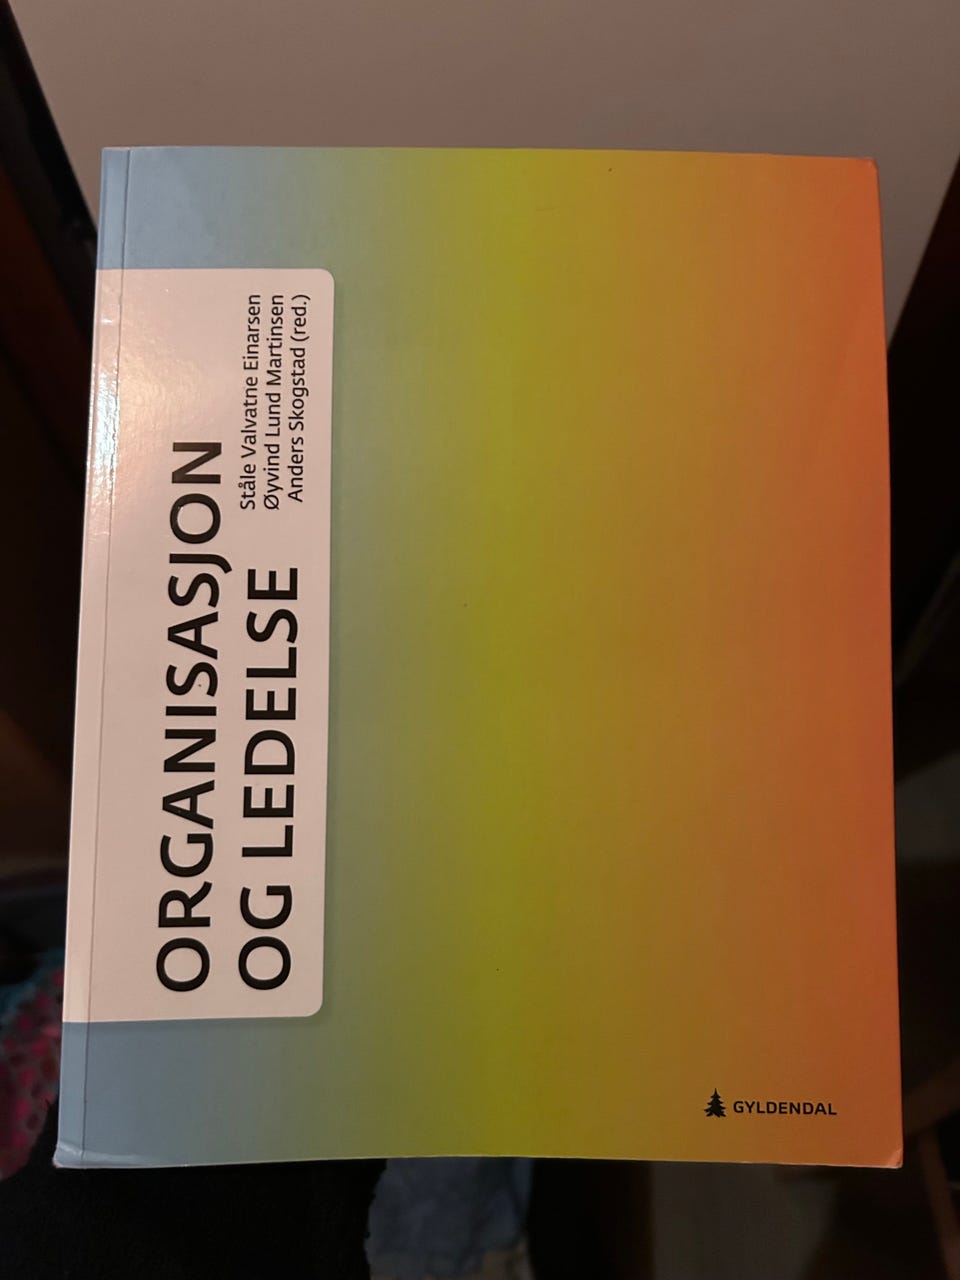 ORGANISASJON
OG LEDELSE
Ståle Valvatne Einarsen
Øyvind Lund Martinsen
Anders Skogstad (red.)
GYLDENDAL